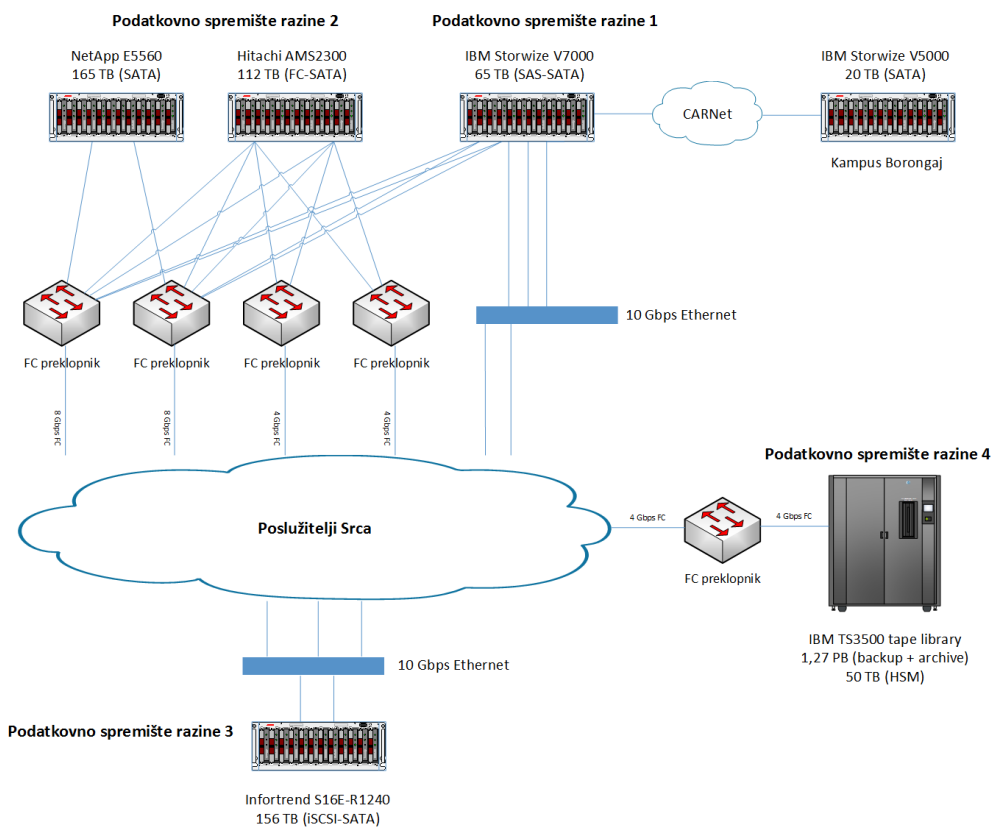 Podatkovno spremište razine 2
Podatkovno spremište razine 1
NetApp E5560
165 TB (SATA)
Hitachi AMS2300
112 TB (FC-SATA)
IBM Storwize V7000
65 TB (SAS-SATA)
IBM Storwize V5000
20 TB (SATA)
CARNet
Kampus Borongaj
10 Gbps Ethernet
FC preklopnik
FC preklopnik
FC preklopnik
FC preklopnik
8 Gbps FC
8 Gbps FC
4 Gbps FC
4 Gbps FC
Podatkovno spremište razine 4
Poslužitelji Srca
4 Gbps FC
4 Gbps FC
FC preklopnik
IBM TS3500 tape library
1,27 PB (backup + archive)
50 TB (HSM)
10 Gbps Ethernet
Podatkovno spremište razine 3
Infortrend S16E-R1240
156 TB (iSCSI-SATA)